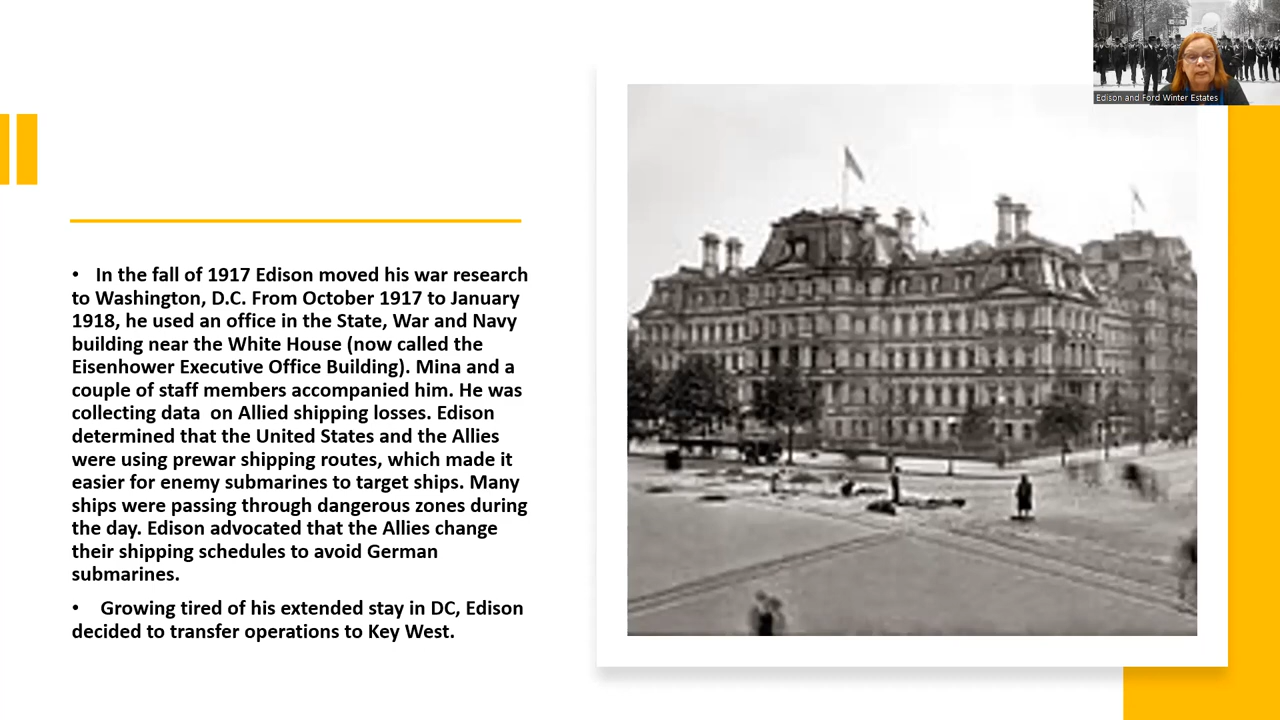 Edison and Ford Winter Estates
• In the fall of 1917 Edison moved his war research
to Washington, D.C. From October 1917 to January
1918, he used an office in the State, War and Navy
building near the White House (now called the
Eisenhower Executive Office Building). Mina and a
couple of staff members accompanied him. He was
collecting data  on Allied shipping losses. Edison
determined that the United States and the Allies
were using prewar shipping routes, which made it
easier for enemy submarines to target ships. Many
ships were passing through dangerous zones during
the day. Edison advocated that the Allies change
their shipping schedules to avoid German
submarines.
• Growing tired of his extended stay in DC, Edison
decided to transfer operations to Key West.